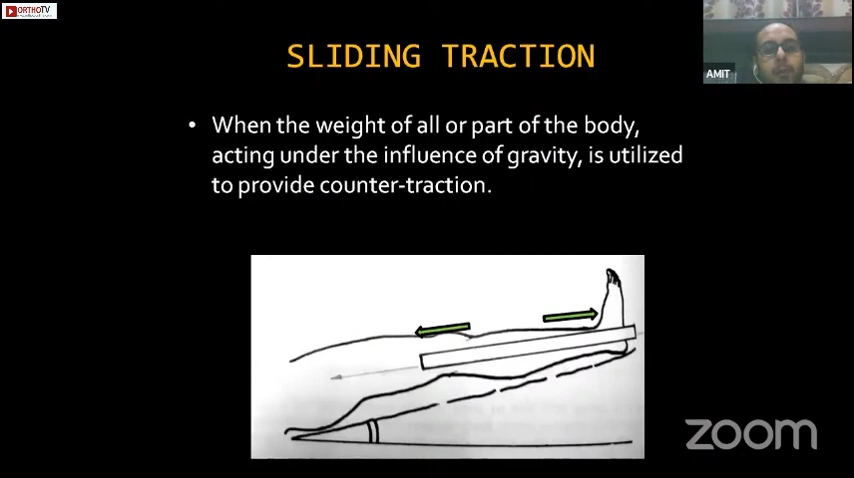 ORTHOTV
SLIDING TRACTION
AMIT
• When the weight of all or part of the body,
acting under the influence of gravity, is utilized
to provide counter-traction.
zoom